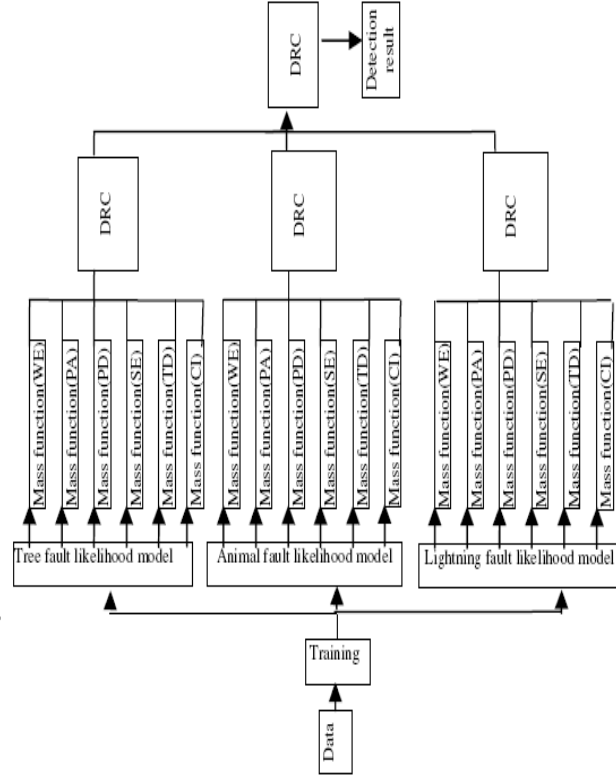 DRC
Detection
result
DRC
DRC
DRC
Mass function(WE)
Mass function(PA)
Mass function(PD)
Mass function(SE)
Mass function(TD)
Mass function(CI)
Mass function(WE)
Mass function(PA)
Mass function(PD)
Mass function(SE)
Mass function(TD)
Mass function(CI)
Mass function(WE)
Mass function(PA)
Mass function(PD)
Mass function(SE)
Mass function(TD)
Mass function(CI)
Tree fault likelihood model
Animal fault likelihood model
Lightning fault likelihood model
Training
Data